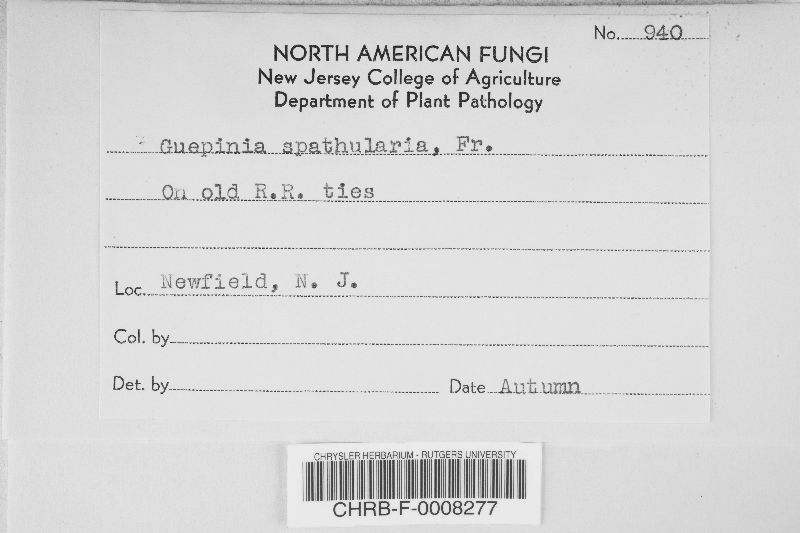 No. 940
NORTH AMERICAN FUNGI
New Jersey College of Agriculture
Department of Plant Pathology
Guepinia spathularia, Fr.
On old R.R. ties
Loc. Newfield, N. J.
Col. by
Det. by Date Autumn
CHRYSLER HERBARIUM - RUTGERS UNIVERSITY
CHRB-F-0008277